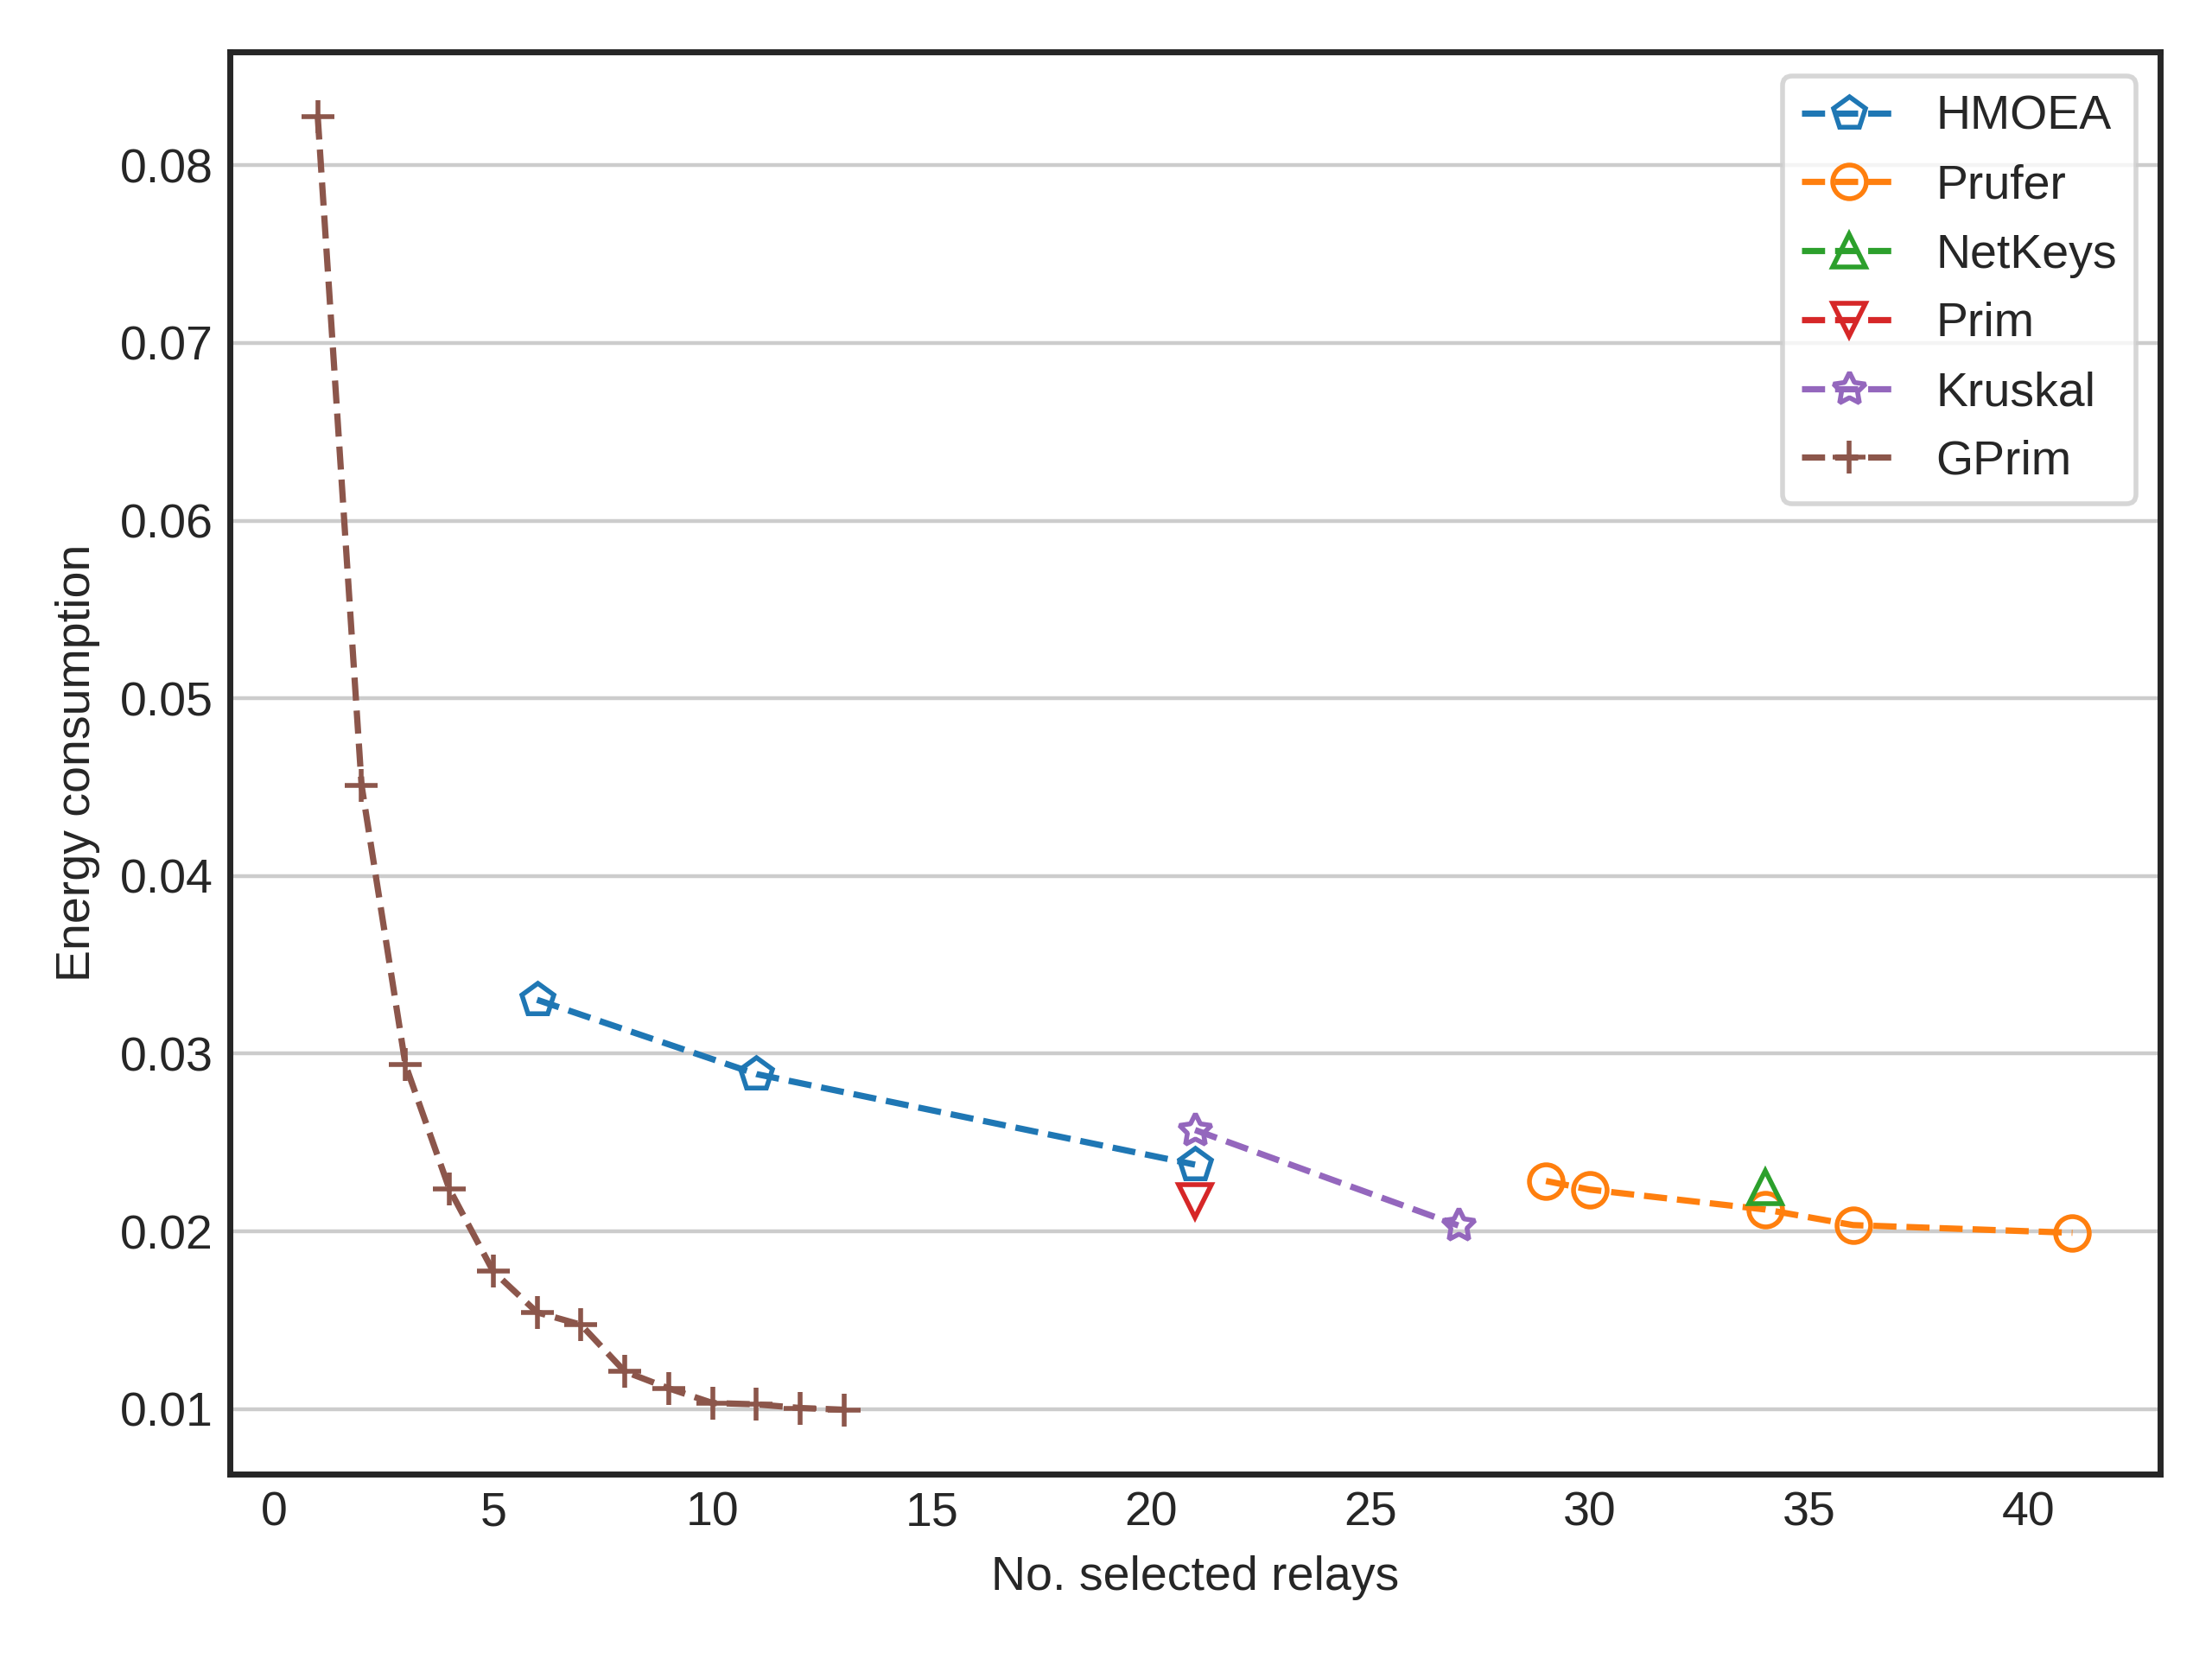 HMOEA
Prufer
NetKeys
Prim
Kruskal
GPrim
Energy consumption
0.08
0.07
0.06
0.05
0.04
0.03
0.02
0.01
0 5 10 15 20 25 30 35 40
No. selected relays